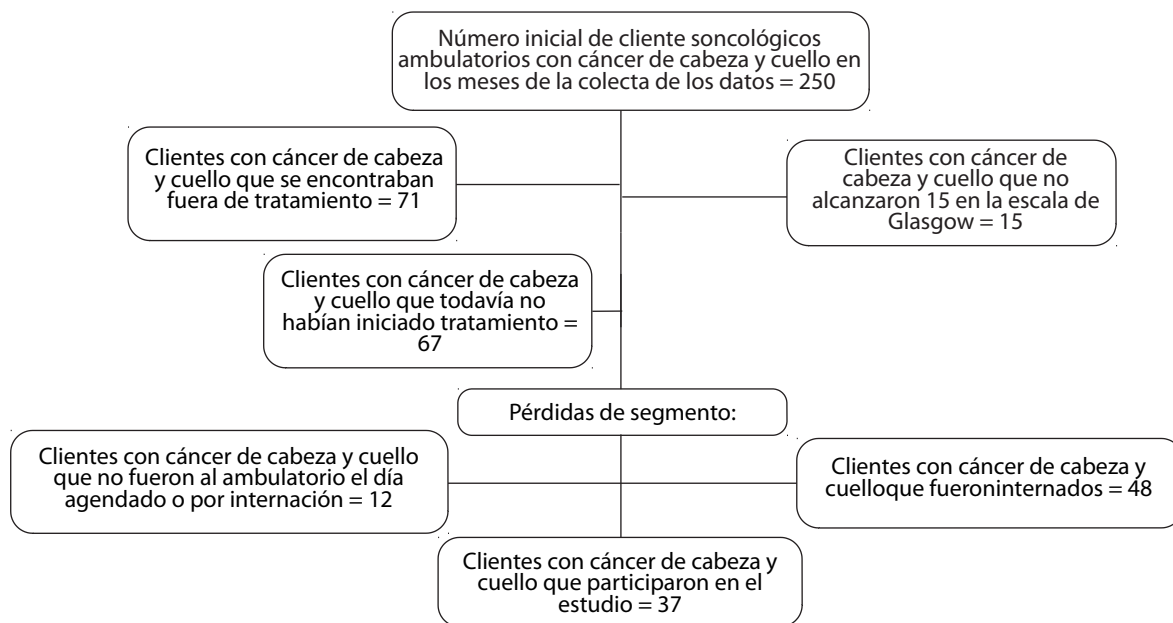 Número inicial de cliente soncológicos
ambulatorios con cáncer de cabeza y cuello en
los meses de la colecta de los datos = 250
Clientes con cáncer de cabeza
y cuello que se encontraban
fuera de tratamiento = 71
Clientes con cáncer de
cabeza y cuello que no
alcanzaron 15 en la escala de
Glasgow = 15
Clientes con cáncer de cabeza
y cuello que todavía no
habían iniciado tratamiento =
67
Pérdidas de segmento:
Clientes con cáncer de cabeza y cuello
que no fueron al ambulatorio el día
agendado o por internación = 12
Clientes con cáncer de cabeza y
cuelloque fueroninternados = 48
Clientes con cáncer de cabeza y
cuello que participaron en el
estudio = 37